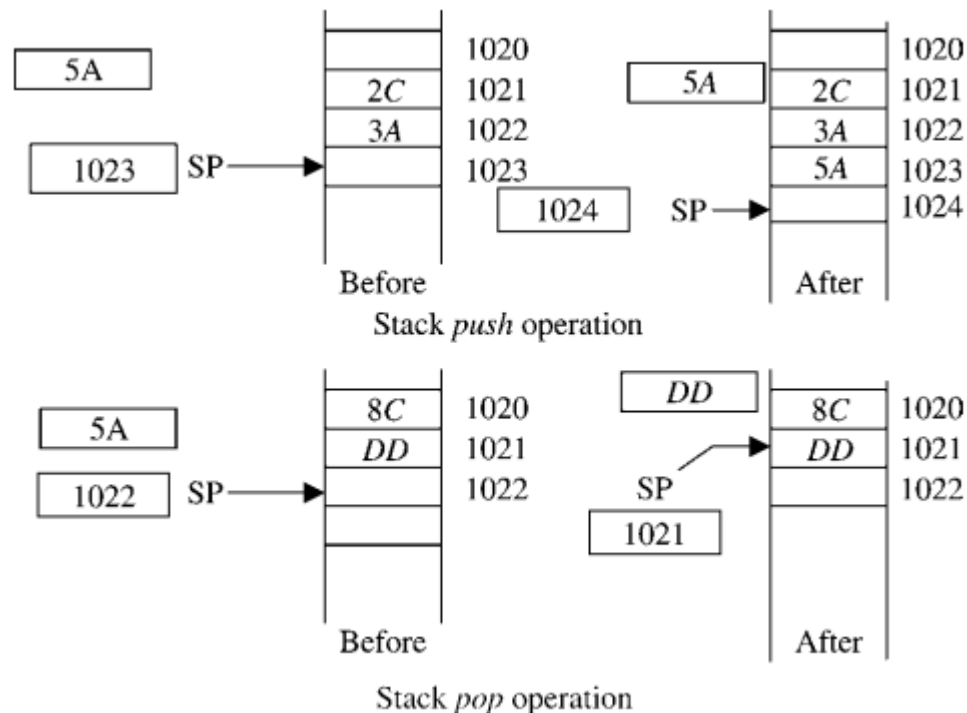 1020 1020
5A 5A
2C 1021 2C 1021
3A 1022 3A 1022
1023 SP 1023 5A 1023
1024 SP 1024
Before After
Stack push operation
DD
8C 1020 8C 1020
5A
DD 1021 DD 1021
1022 SP 1022 SP 1022
1021
Before After
Stack pop operation